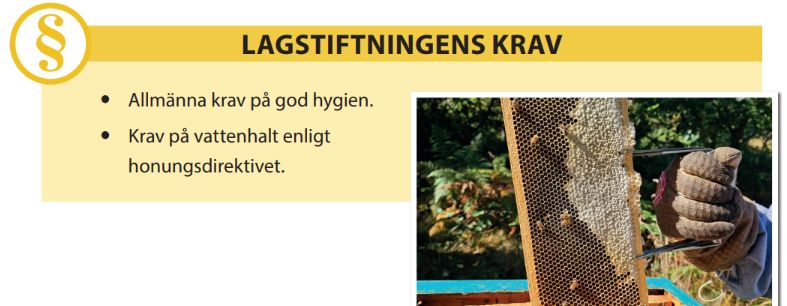 §
LAGSTIFTNINGENS KRAV
• Allmänna krav på god hygien.
• Krav på vattenhalt enligt
honungsdirektivet.